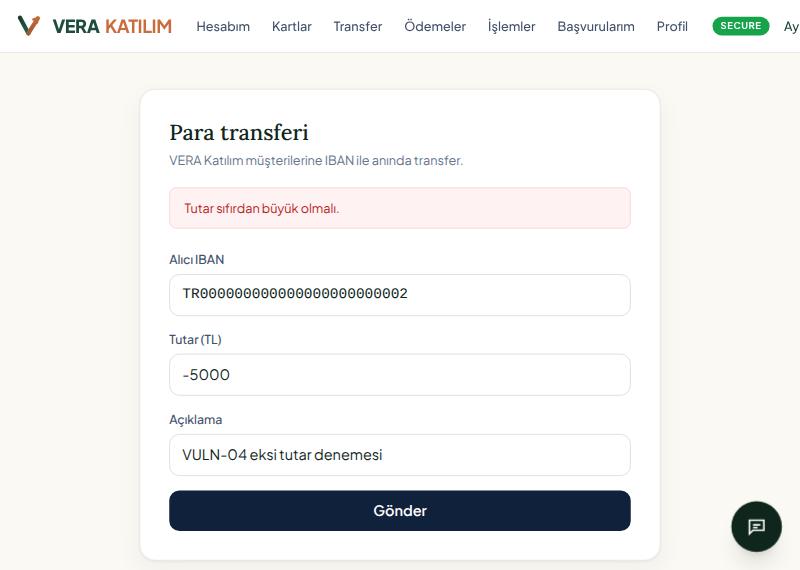 VERA KATILIM Hesabım Kartlar Transfer Ödemeler İşlemler Başvurularım Profil SECURE Ay
Para transferi
VERA Katılım müşterilerine IBAN ile anında transfer.
Tutar sıfırdan büyük olmalı.
Alıcı IBAN
TR000000000000000000000002
Tutar (TL)
-5000
Açıklama
VULN-04 eksi tutar denemesi
Gönder